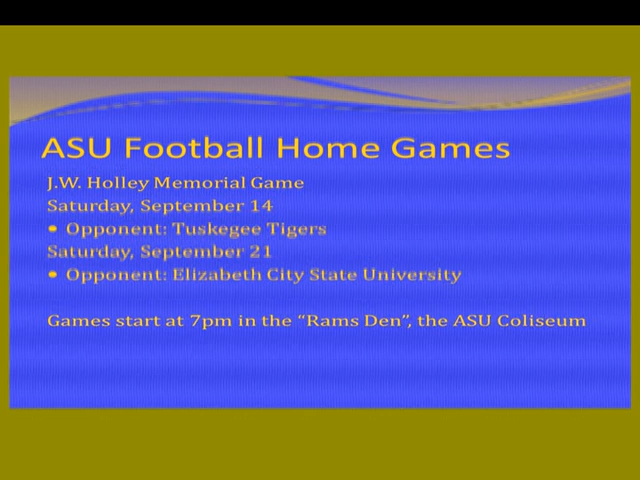 ASU Football Home Games
J.W. Holley Memorial Game
Saturday, September 14
• Opponent: Tuskegee Tigers
Saturday, September 21
• Opponent: Elizabeth City State University
Games start at 7pm in the “Rams Den”, the ASU Coliseum